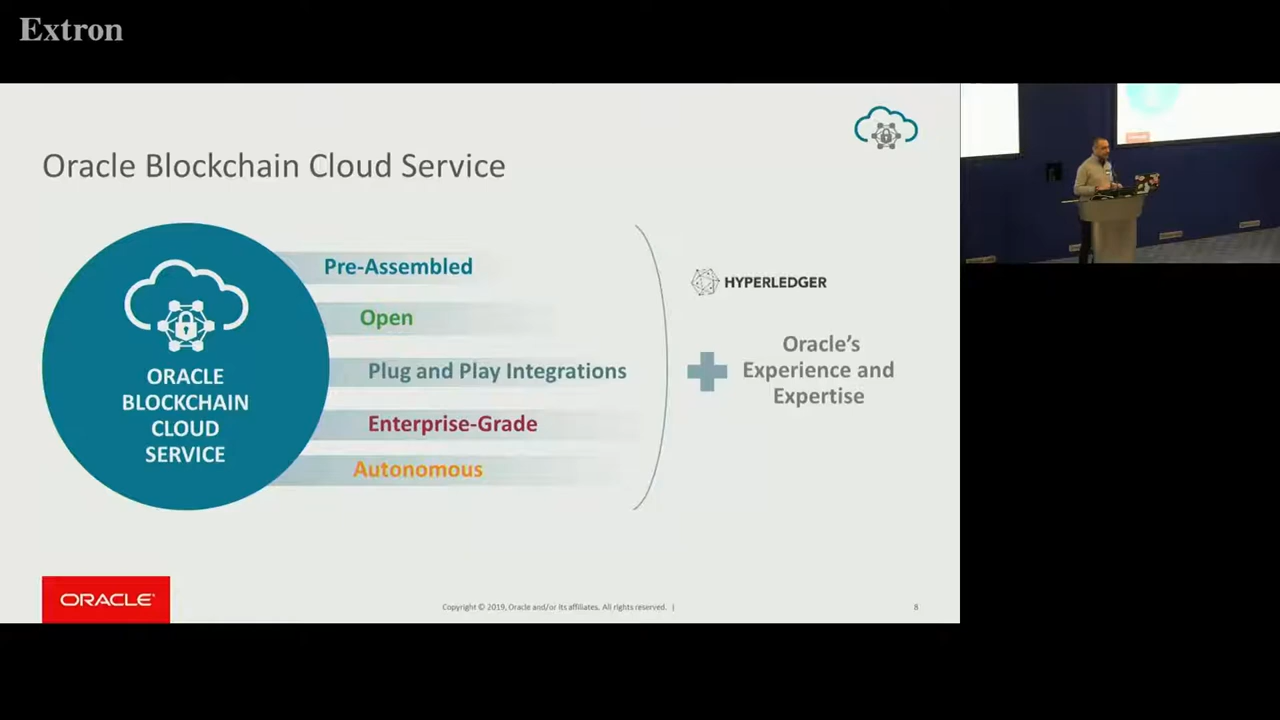 Extron
Oracle Blockchain Cloud Service
ORACLE
BLOCKCHAIN
CLOUD
SERVICE
Pre-Assembled
Open
Plug and Play Integrations
Enterprise-Grade
Autonomous
HYPERLEDGER
Oracle’s
Experience and
Expertise
ORACLE
Copyright © 2019, Oracle and/or its affiliates. All rights reserved. |
8